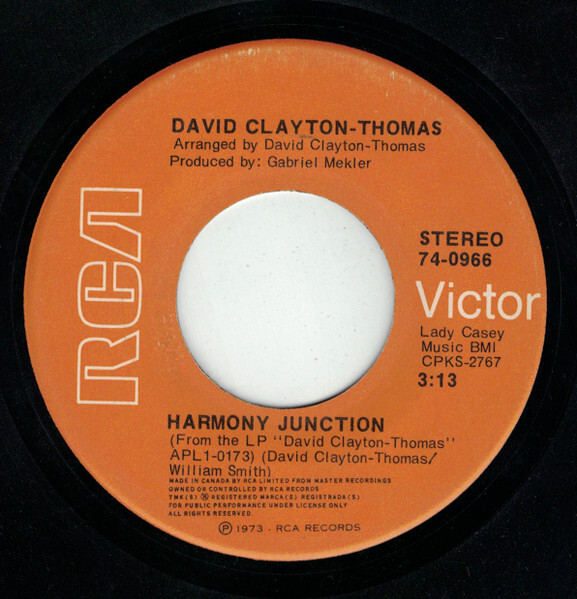 DAVID CLAYTON-THOMAS
Arranged by David Clayton-Thomas
Produced by: Gabriel Mekler
RCA
STEREO
74-0966
Victor
Lady Casey
Music BMI
CPKS-2767
3:13
HARMONY JUNCTION
(From the LP "David Clayton-Thomas"
APL1-0173) (David Clayton-Thomas/
William Smith)
MADE IN CANADA BY RCA LIMITED FROM MASTER RECORDINGS
OWNED OR CONTROLLED BY RCA RECORDS
TMK(S) ® REGISTERED MARCA(S) REGISTRADA(S)
FOR PUBLIC PERFORMANCE UNDER LICENSE ONLY
ALL RIGHTS RESERVED.
℗ 1973 - RCA RECORDS